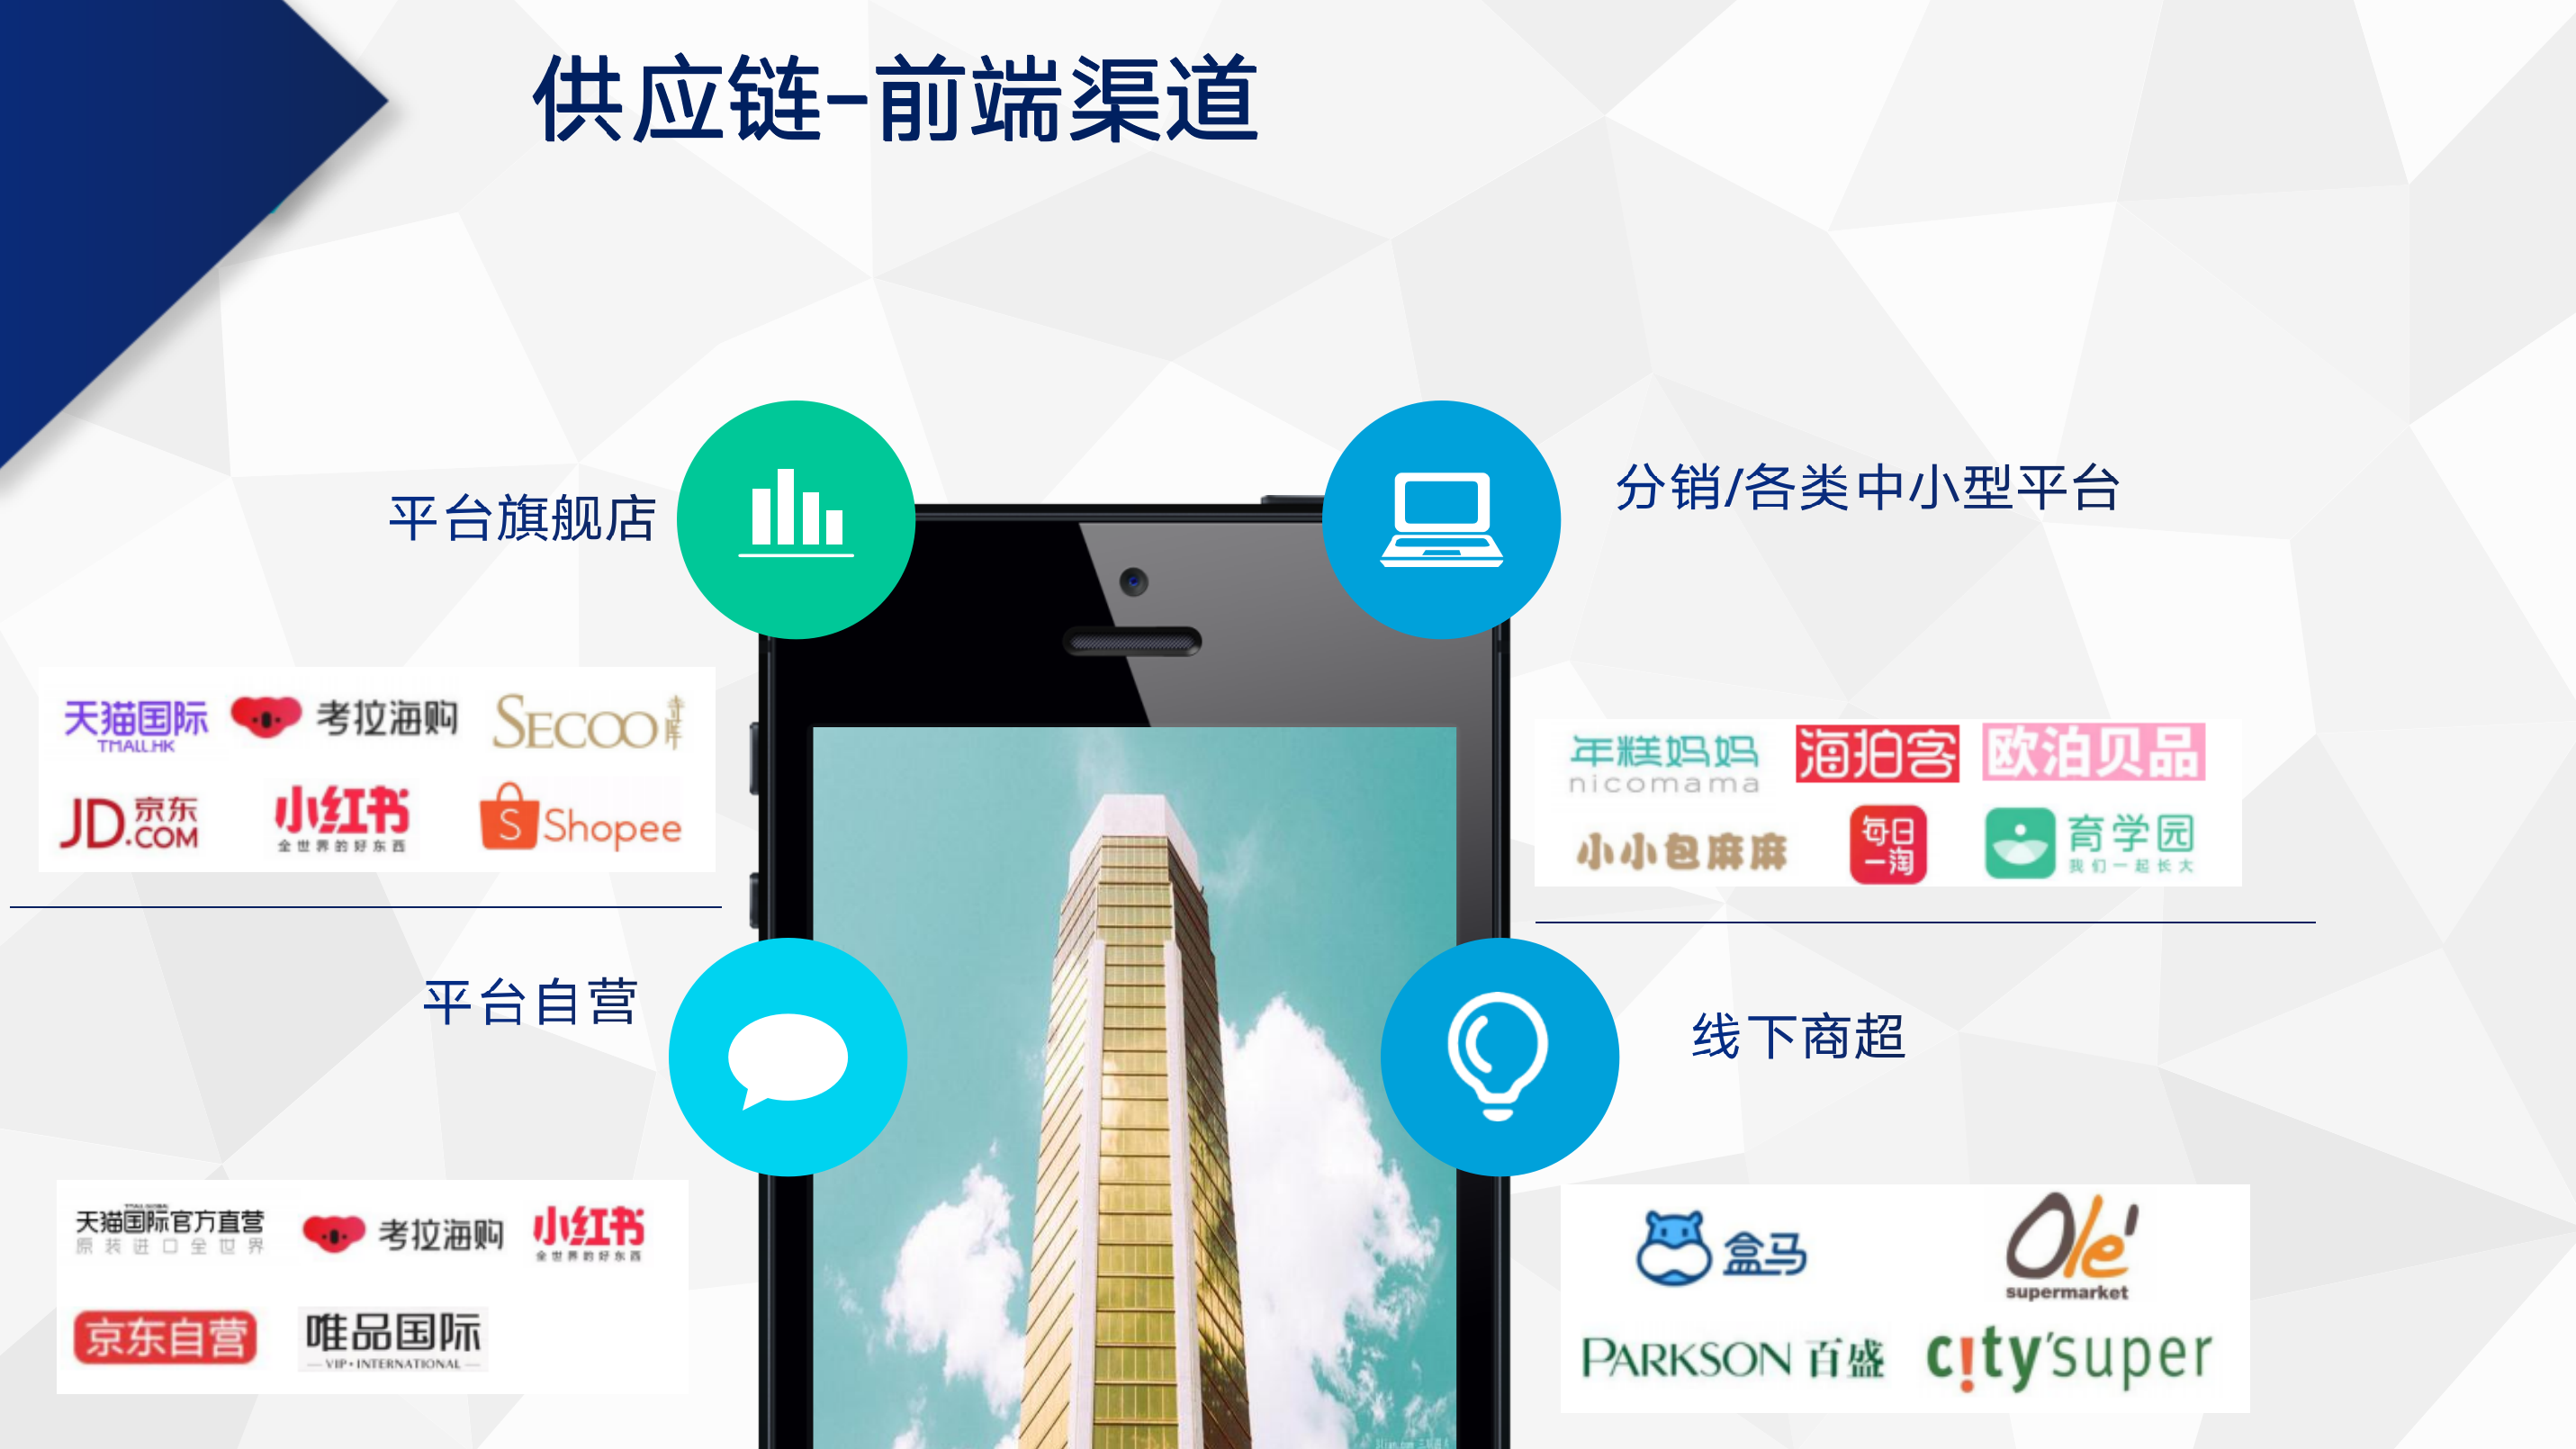 供应链-前端渠道
平台旗舰店
分销/各类中小型平台
天猫国际
TMALL.HK
考拉海购
SECOO 寺库
JD.京东
.COM
小红书
全世界的好东西
S Shopee
年糕妈妈
nicomama
海拍客
欧泊贝品
小小包麻麻
每日
一淘
育学园
我们一起长大
平台自营
线下商超
天猫国际官方直营
原装进口全世界
考拉海购
小红书
全世界的好东西
京东自营
唯品国际
VIP·INTERNATIONAL
盒马
Ole'
supermarket
PARKSON 百盛
c!ty'super